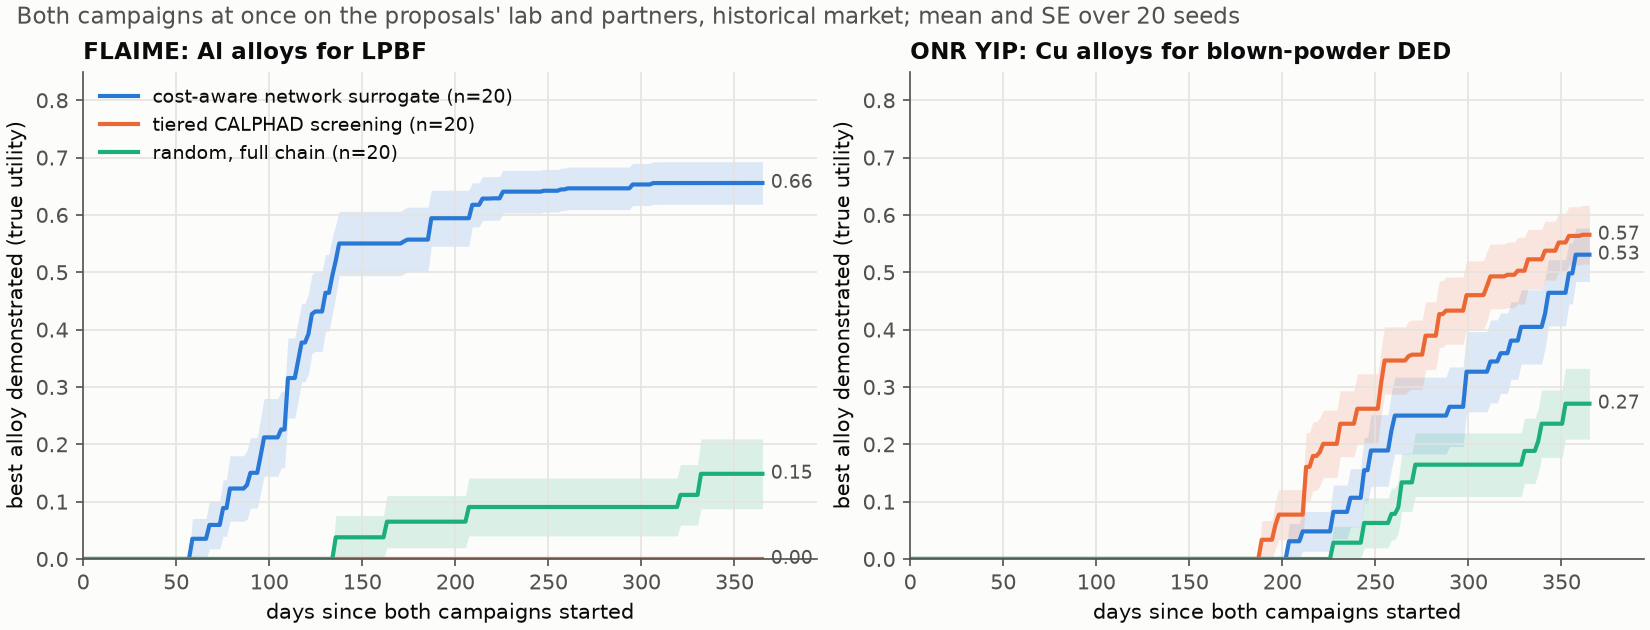 Both campaigns at once on the proposals' lab and partners, historical market; mean and SE over 20 seeds
FLAIME: Al alloys for LPBF
best alloy demonstrated (true utility)
0.8
0.7
0.6
0.5
0.4
0.3
0.2
0.1
0.0
cost-aware network surrogate (n=20)
tiered CALPHAD screening (n=20)
random, full chain (n=20)
0.66
0.15
0.00
0 50 100 150 200 250 300 350
days since both campaigns started
ONR YIP: Cu alloys for blown-powder DED
best alloy demonstrated (true utility)
0.8
0.7
0.6
0.5
0.4
0.3
0.2
0.1
0.0
0.57
0.53
0.27
0 50 100 150 200 250 300 350
days since both campaigns started